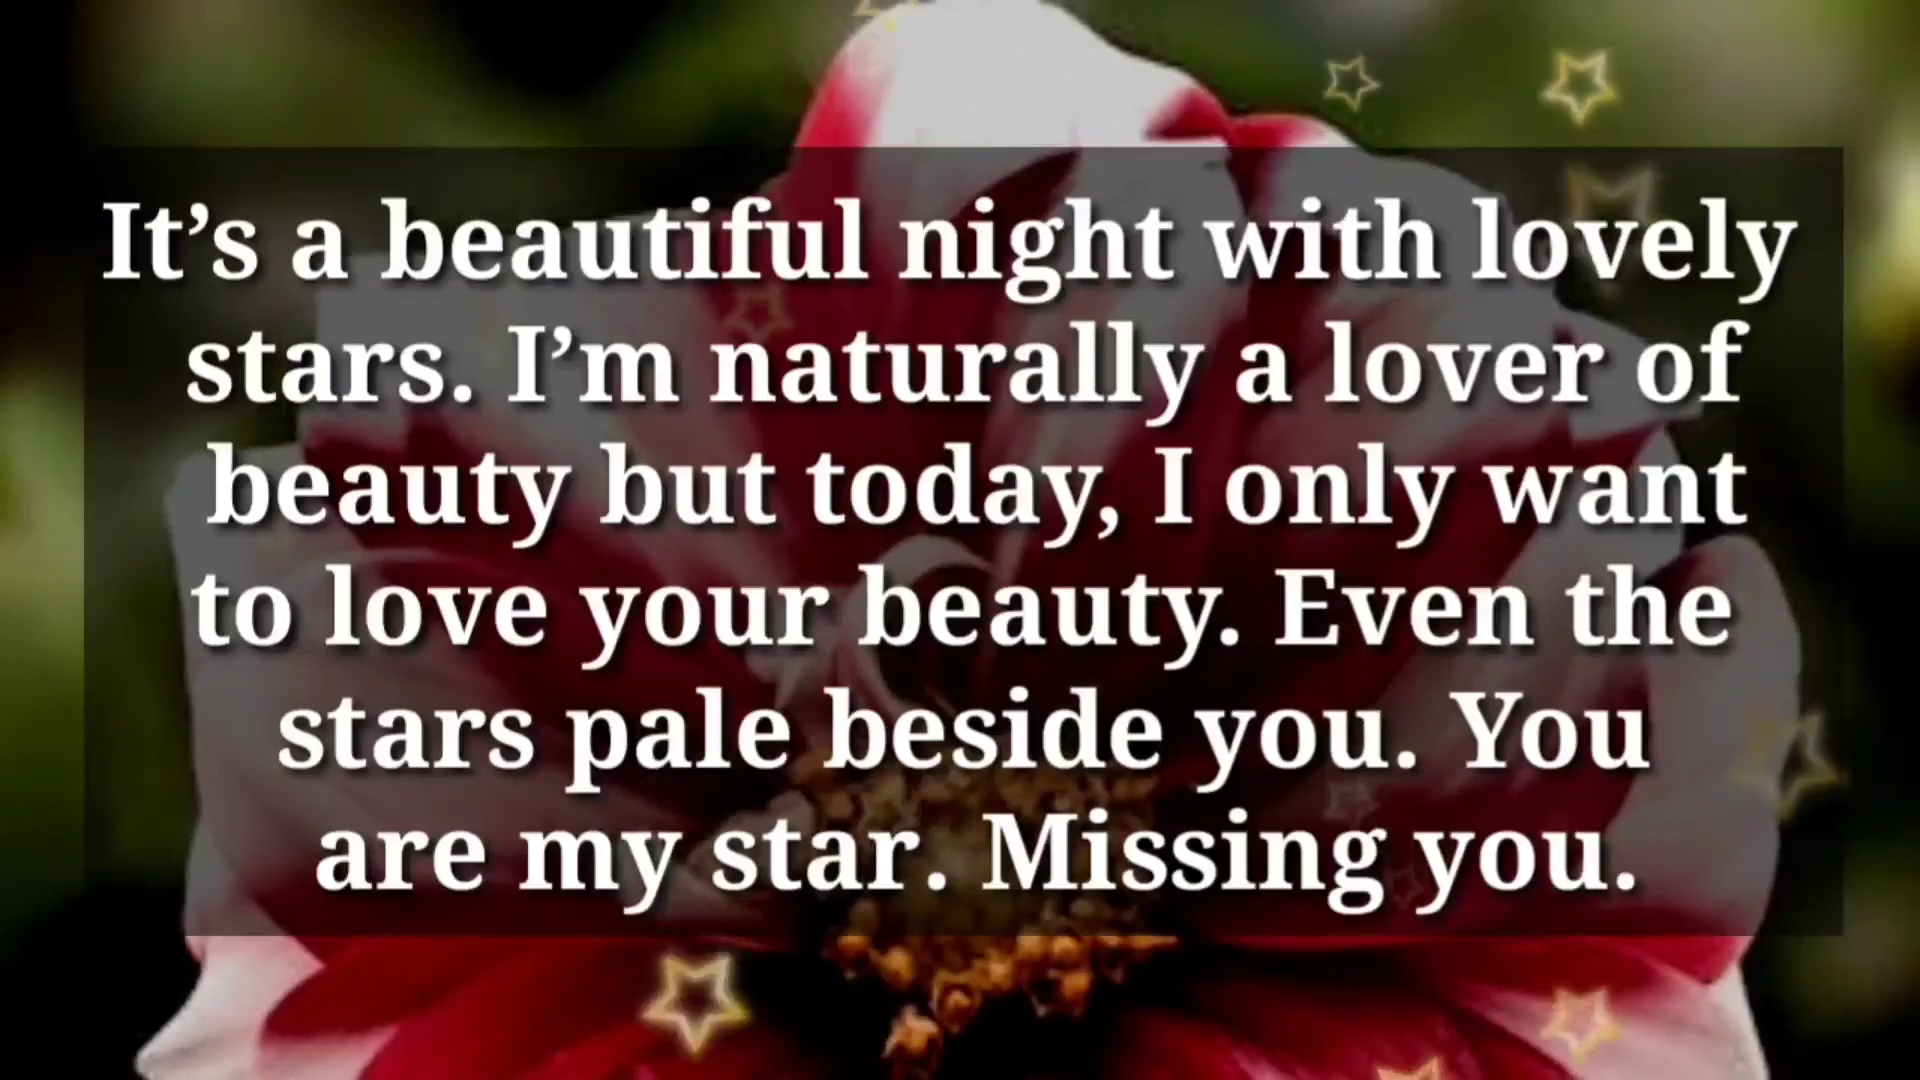 It’s a beautiful night with lovely
stars. I’m naturally a lover of
beauty but today, I only want
to love your beauty. Even the
stars pale beside you. You
are my star. Missing you.